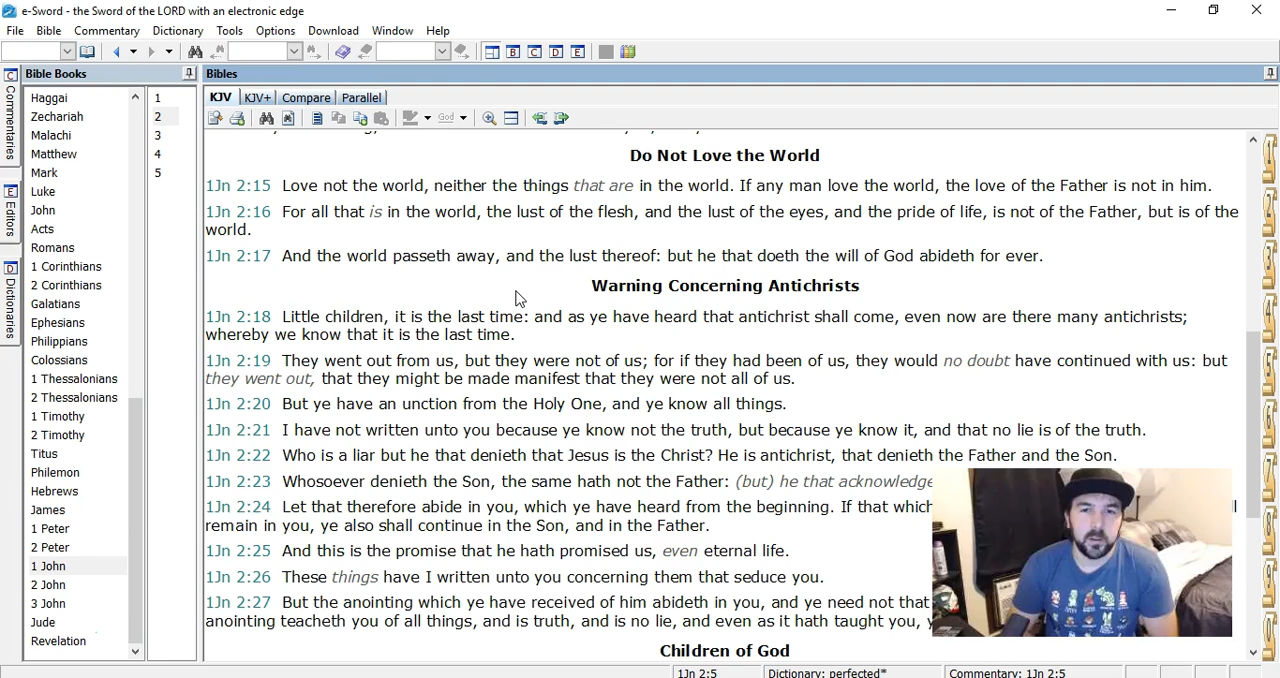 e-Sword - the Sword of the LORD with an electronic edge
File Bible Commentary Dictionary Tools Options Download Window Help
B C D E
C Bible Books Bibles
Commentaries
Editors
D Dictionaries
Haggai
Zechariah
Malachi
Matthew
Mark
Luke
John
Acts
Romans
1 Corinthians
2 Corinthians
Galatians
Ephesians
Philippians
Colossians
1 Thessalonians
2 Thessalonians
1 Timothy
2 Timothy
Titus
Philemon
Hebrews
James
1 Peter
2 Peter
1 John
2 John
3 John
Jude
Revelation
1
2
3
4
5
KJV KJV+ Compare Parallel
God
Do Not Love the World
1Jn 2:15 Love not the world, neither the things that are in the world. If any man love the world, the love of the Father is not in him.
1Jn 2:16 For all that is in the world, the lust of the flesh, and the lust of the eyes, and the pride of life, is not of the Father, but is of the
world.
1Jn 2:17 And the world passeth away, and the lust thereof: but he that doeth the will of God abideth for ever.
Warning Concerning Antichrists
1Jn 2:18 Little children, it is the last time: and as ye have heard that antichrist shall come, even now are there many antichrists;
whereby we know that it is the last time.
1Jn 2:19 They went out from us, but they were not of us; for if they had been of us, they would no doubt have continued with us: but
they went out, that they might be made manifest that they were not all of us.
1Jn 2:20 But ye have an unction from the Holy One, and ye know all things.
1Jn 2:21 I have not written unto you because ye know not the truth, but because ye know it, and that no lie is of the truth.
1Jn 2:22 Who is a liar but he that denieth that Jesus is the Christ? He is antichrist, that denieth the Father and the Son.
1Jn 2:23 Whosoever denieth the Son, the same hath not the Father: (but) he that acknowledge
1Jn 2:24 Let that therefore abide in you, which ye have heard from the beginning. If that which
remain in you, ye also shall continue in the Son, and in the Father.
1Jn 2:25 And this is the promise that he hath promised us, even eternal life.
1Jn 2:26 These things have I written unto you concerning them that seduce you.
1Jn 2:27 But the anointing which ye have received of him abideth in you, and ye need not that
anointing teacheth you of all things, and is truth, and is no lie, and even as it hath taught you,
Children of God
1Jn 2:5 Dictionary: perfected* Commentary: 1Jn 2:5